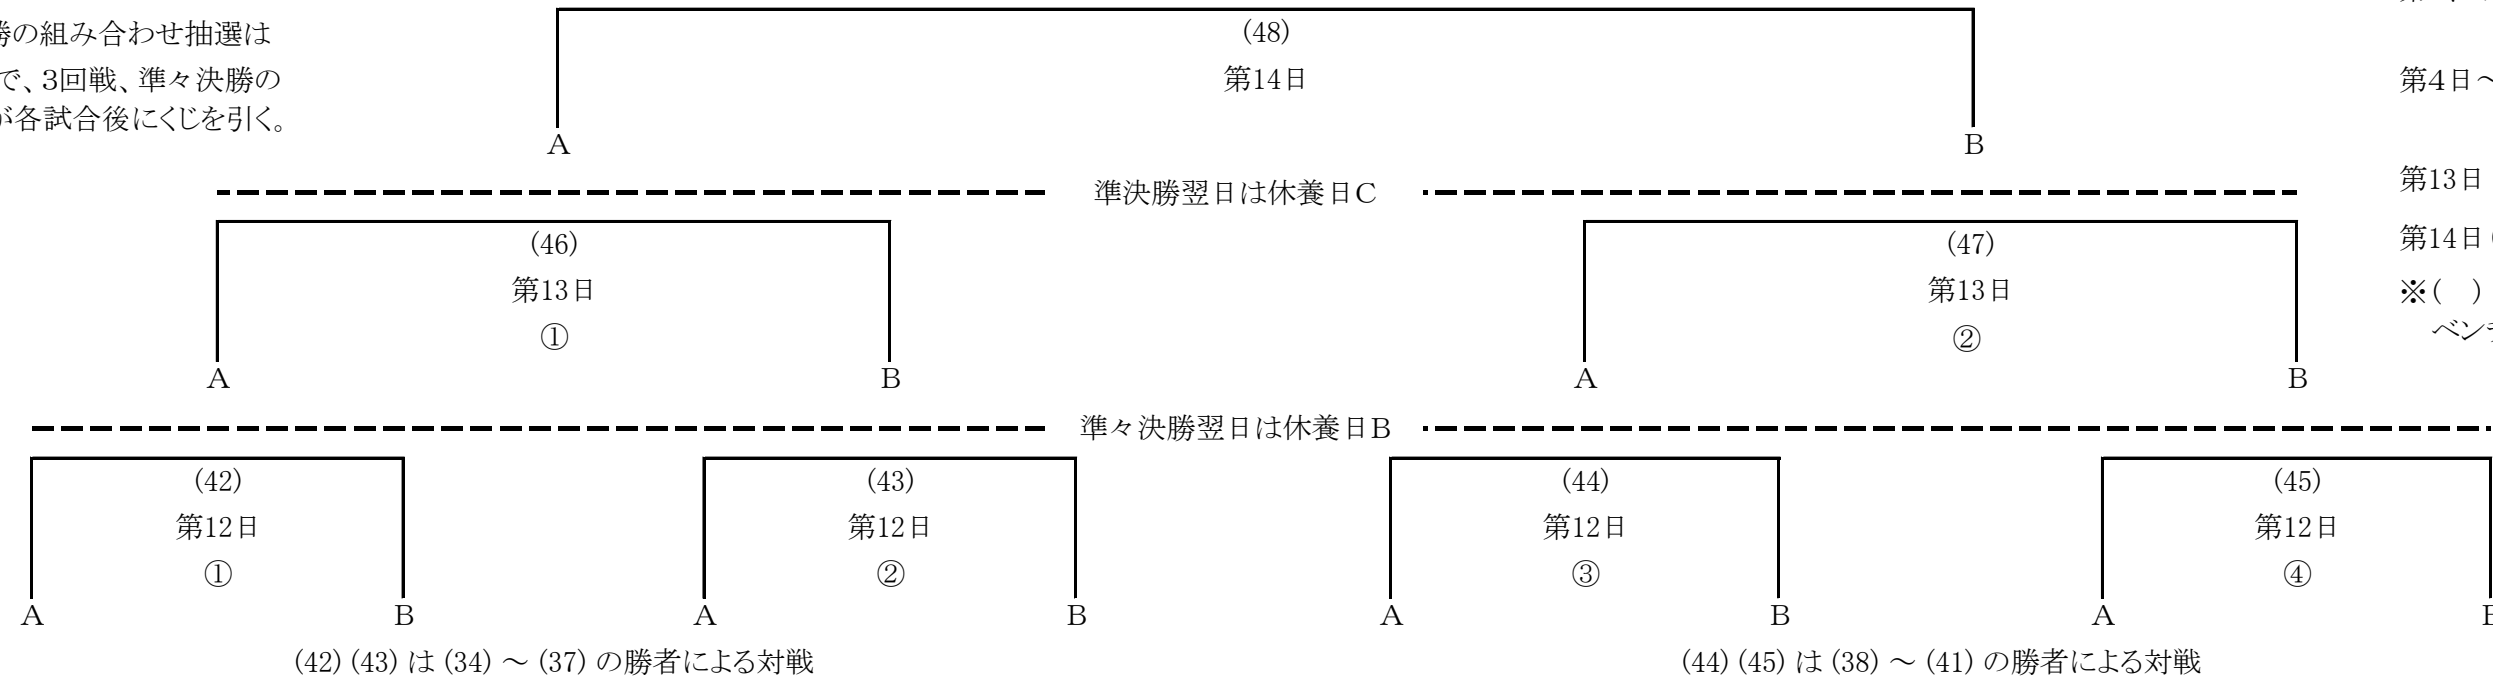 (48)
の組み合わせ抽選は
第14日
で、3回戦、準々決勝の
第4日～
各試合後にくじを引く。
A
B
準決勝翌日は休養日C
第13日
(46)
(47)
第14日
第13日
第13日
※( )
①
②
A
B
A
B
準々決勝翌日は休養日B
(42)
(43)
(44)
(45)
第12日
第12日
第12日
第12日
①
②
③
④
A
B
A
B
A
B
A
(42)(43)は(34)～(37)の勝者による対戦
(44)(45)は(38)～(41)の勝者による対戦